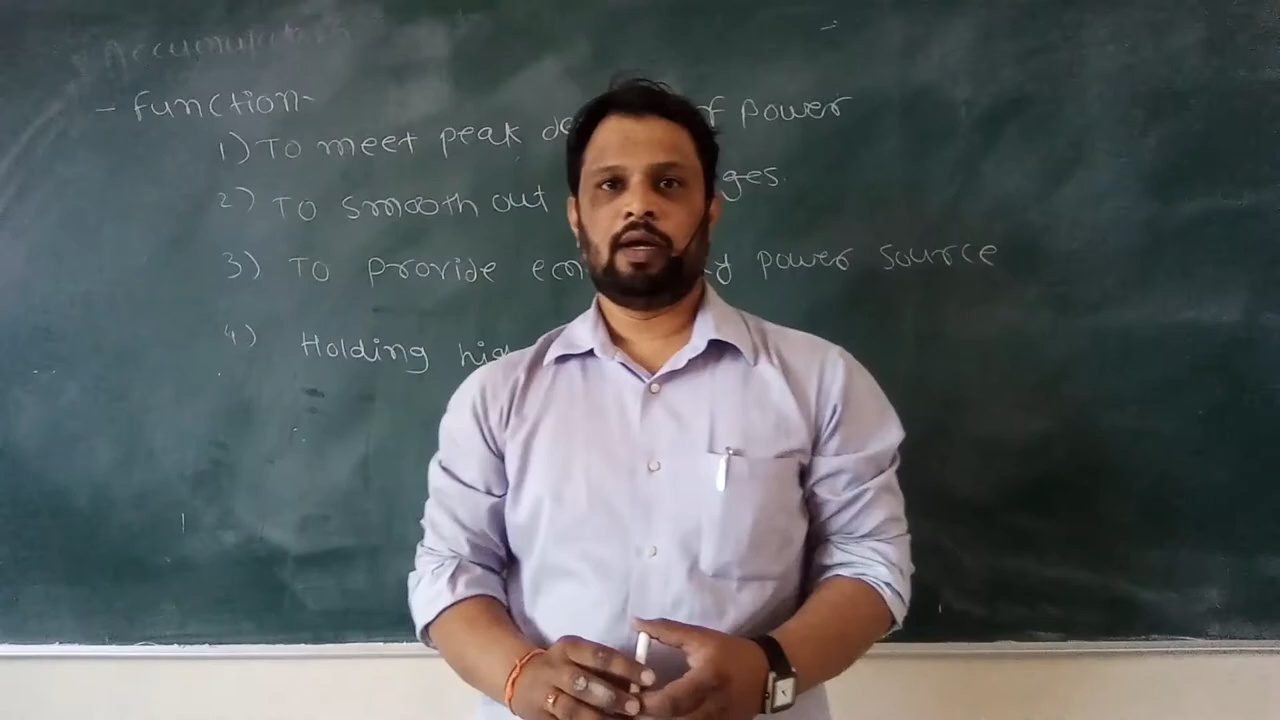 Accumulators
- Function-
1) To meet peak de of power
2) To smooth out ges.
3) To provide em y power source
4) Holding hig